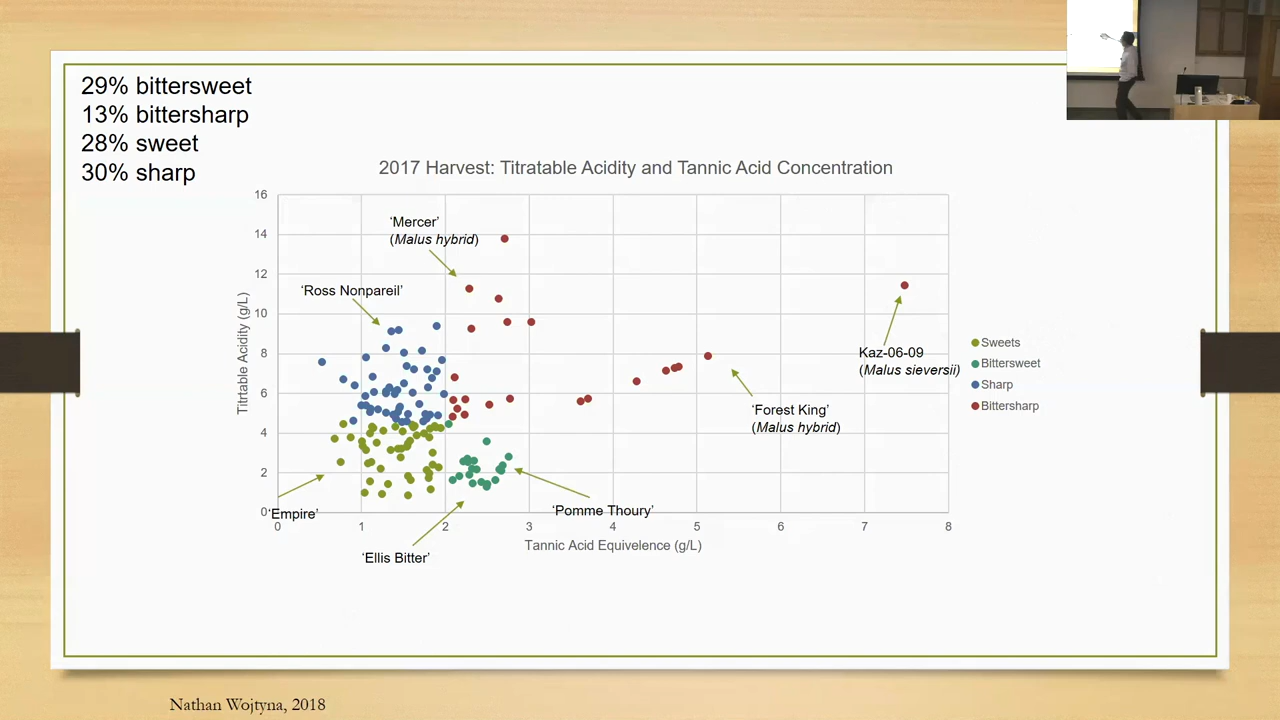 29% bittersweet
13% bittersharp
28% sweet
30% sharp
2017 Harvest: Titratable Acidity and Tannic Acid Concentration
16
14
12
10
8
6
4
2
0
Titrtable Acidity (g/L)
'Mercer'
(Malus hybrid)
'Ross Nonpareil'
Kaz-06-09
(Malus sieversii)
'Forest King'
(Malus hybrid)
'Empire'
'Pomme Thoury'
'Ellis Bitter'
0 1 2 3 4 5 6 7 8
Tannic Acid Equivelence (g/L)
Sweets
Bittersweet
Sharp
Bittersharp
Nathan Wojtyna, 2018